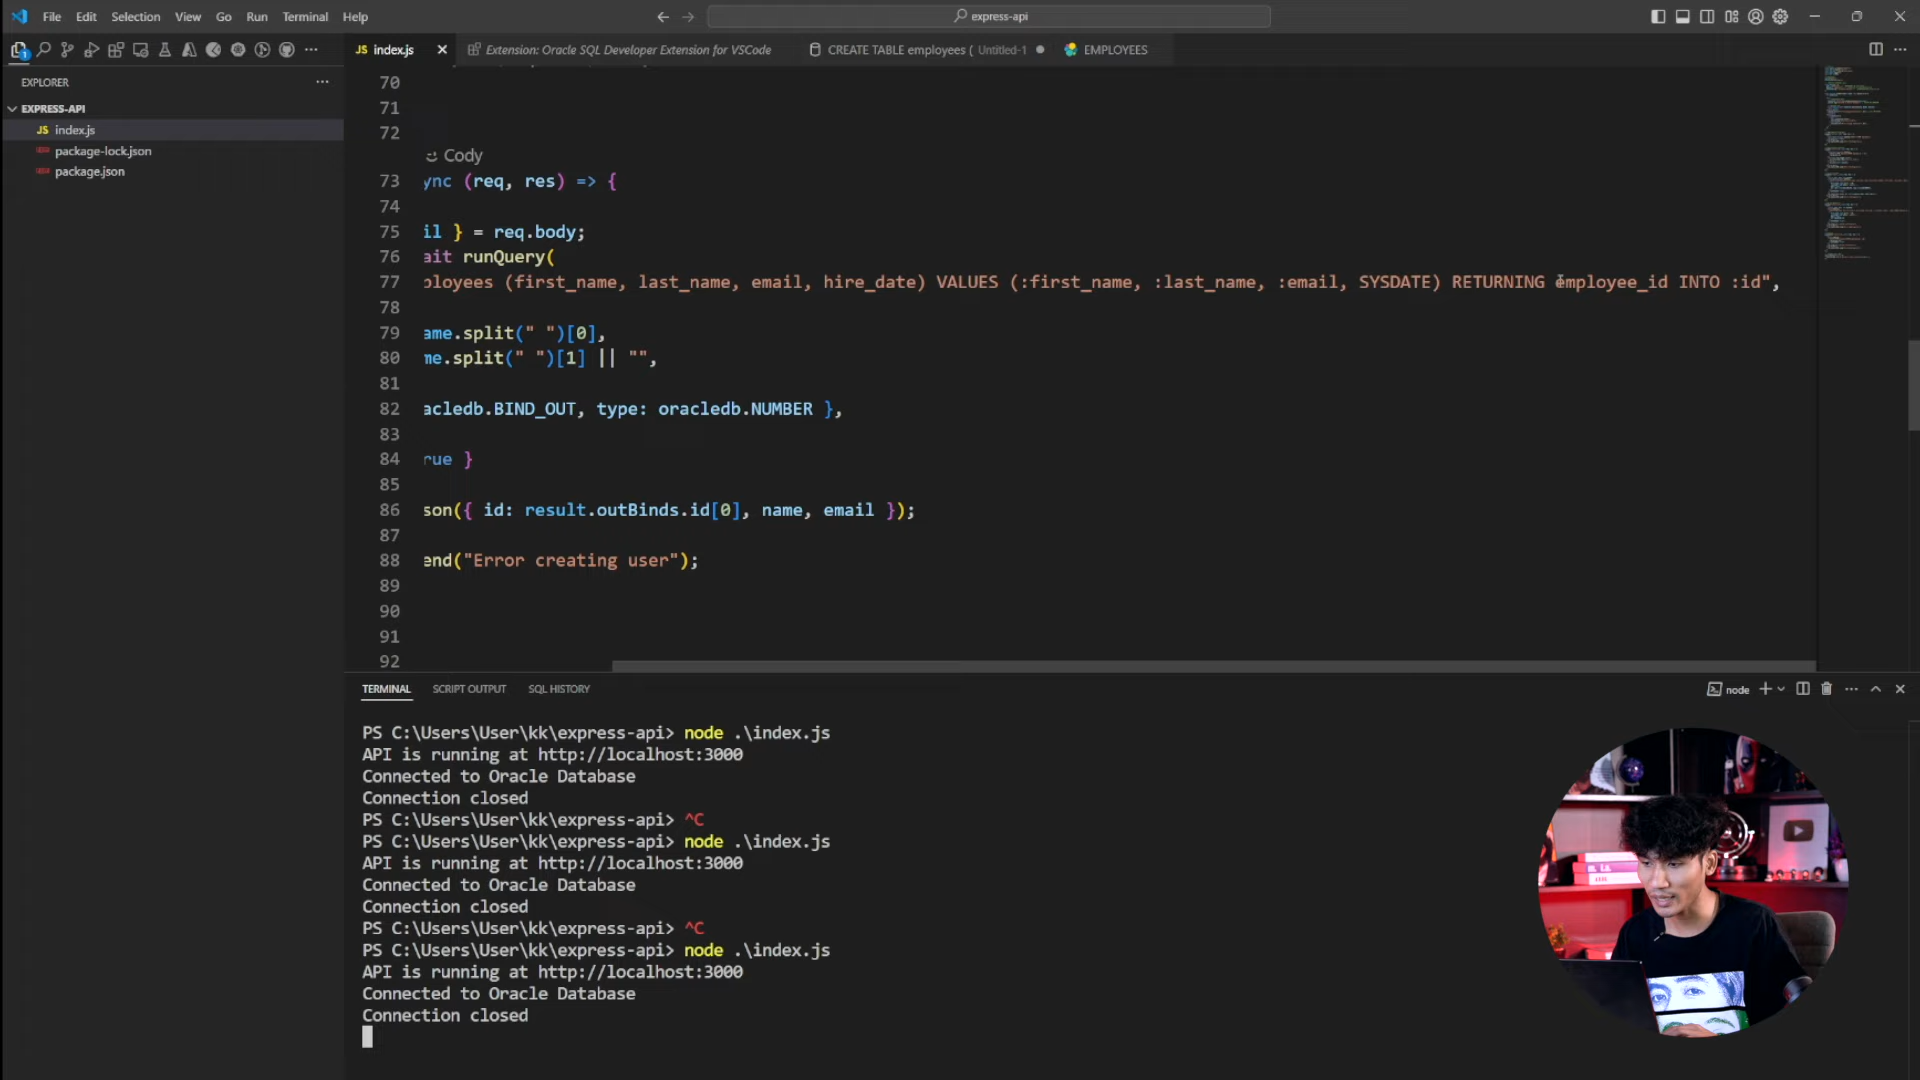 File Edit Selection View Go Run Terminal Help
express-api
JS index.js
Extension: Oracle SQL Developer Extension for VSCode
CREATE TABLE employees ( Untitled-1
EMPLOYEES
EXPLORER
EXPRESS-API
JS index.js
package-lock.json
package.json
70
71
72
Cody
73 ync (req, res) => {
74
75 il } = req.body;
76 ait runQuery(
77 ployees (first_name, last_name, email, hire_date) VALUES (:first_name, :last_name, :email, SYSDATE) RETURNING employee_id INTO :id",
78
79 ame.split(" ")[0],
80 me.split(" ")[1] || "",
81
82 acledb.BIND_OUT, type: oracledb.NUMBER },
83
84 rue }
85
86 son({ id: result.outBinds.id[0], name, email });
87
88 end("Error creating user");
89
90
91
92
TERMINAL SCRIPT OUTPUT SQL HISTORY
node
PS C:\Users\User\kk\express-api> node .\index.js
API is running at http://localhost:3000
Connected to Oracle Database
Connection closed
PS C:\Users\User\kk\express-api> ^C
PS C:\Users\User\kk\express-api> node .\index.js
API is running at http://localhost:3000
Connected to Oracle Database
Connection closed
PS C:\Users\User\kk\express-api> ^C
PS C:\Users\User\kk\express-api> node .\index.js
API is running at http://localhost:3000
Connected to Oracle Database
Connection closed